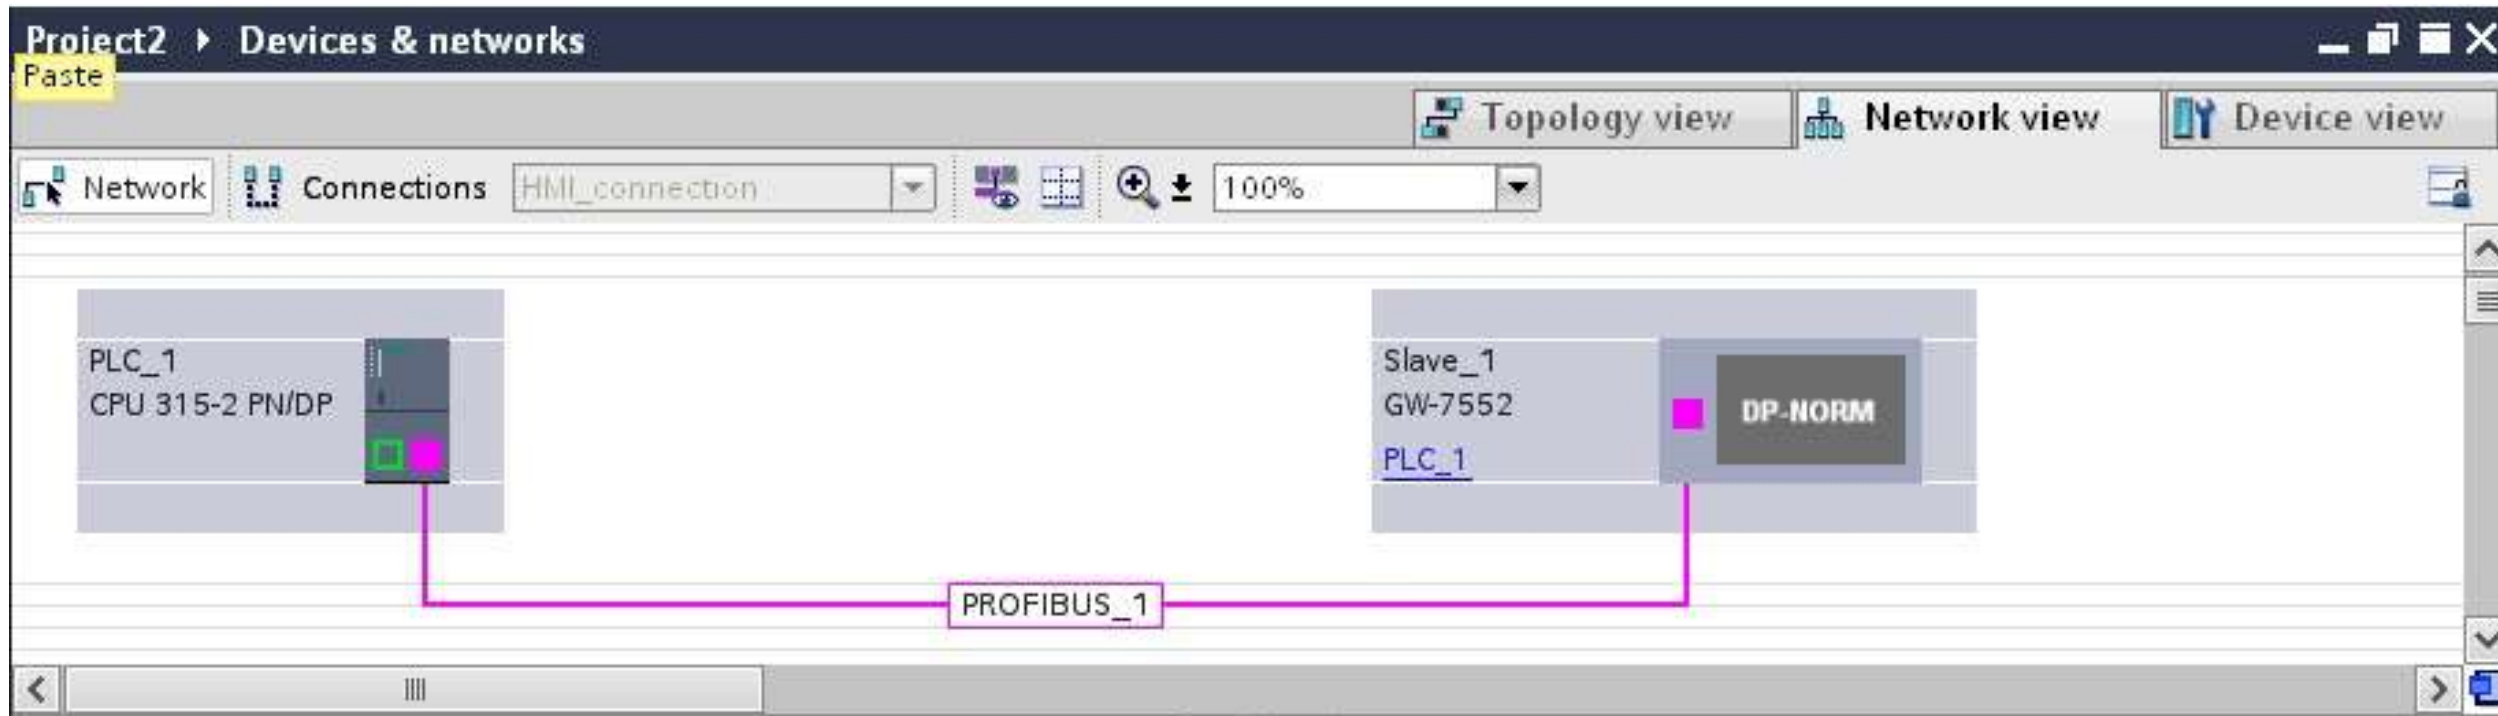 Project2 ▸ Devices & networks
Paste
Topology view
Network view
Device view
Network
Connections
HMI_connection
100%
PLC_1
CPU 315-2 PN/DP
Slave_1
GW-7552
PLC_1
DP-NORM
PROFIBUS_1